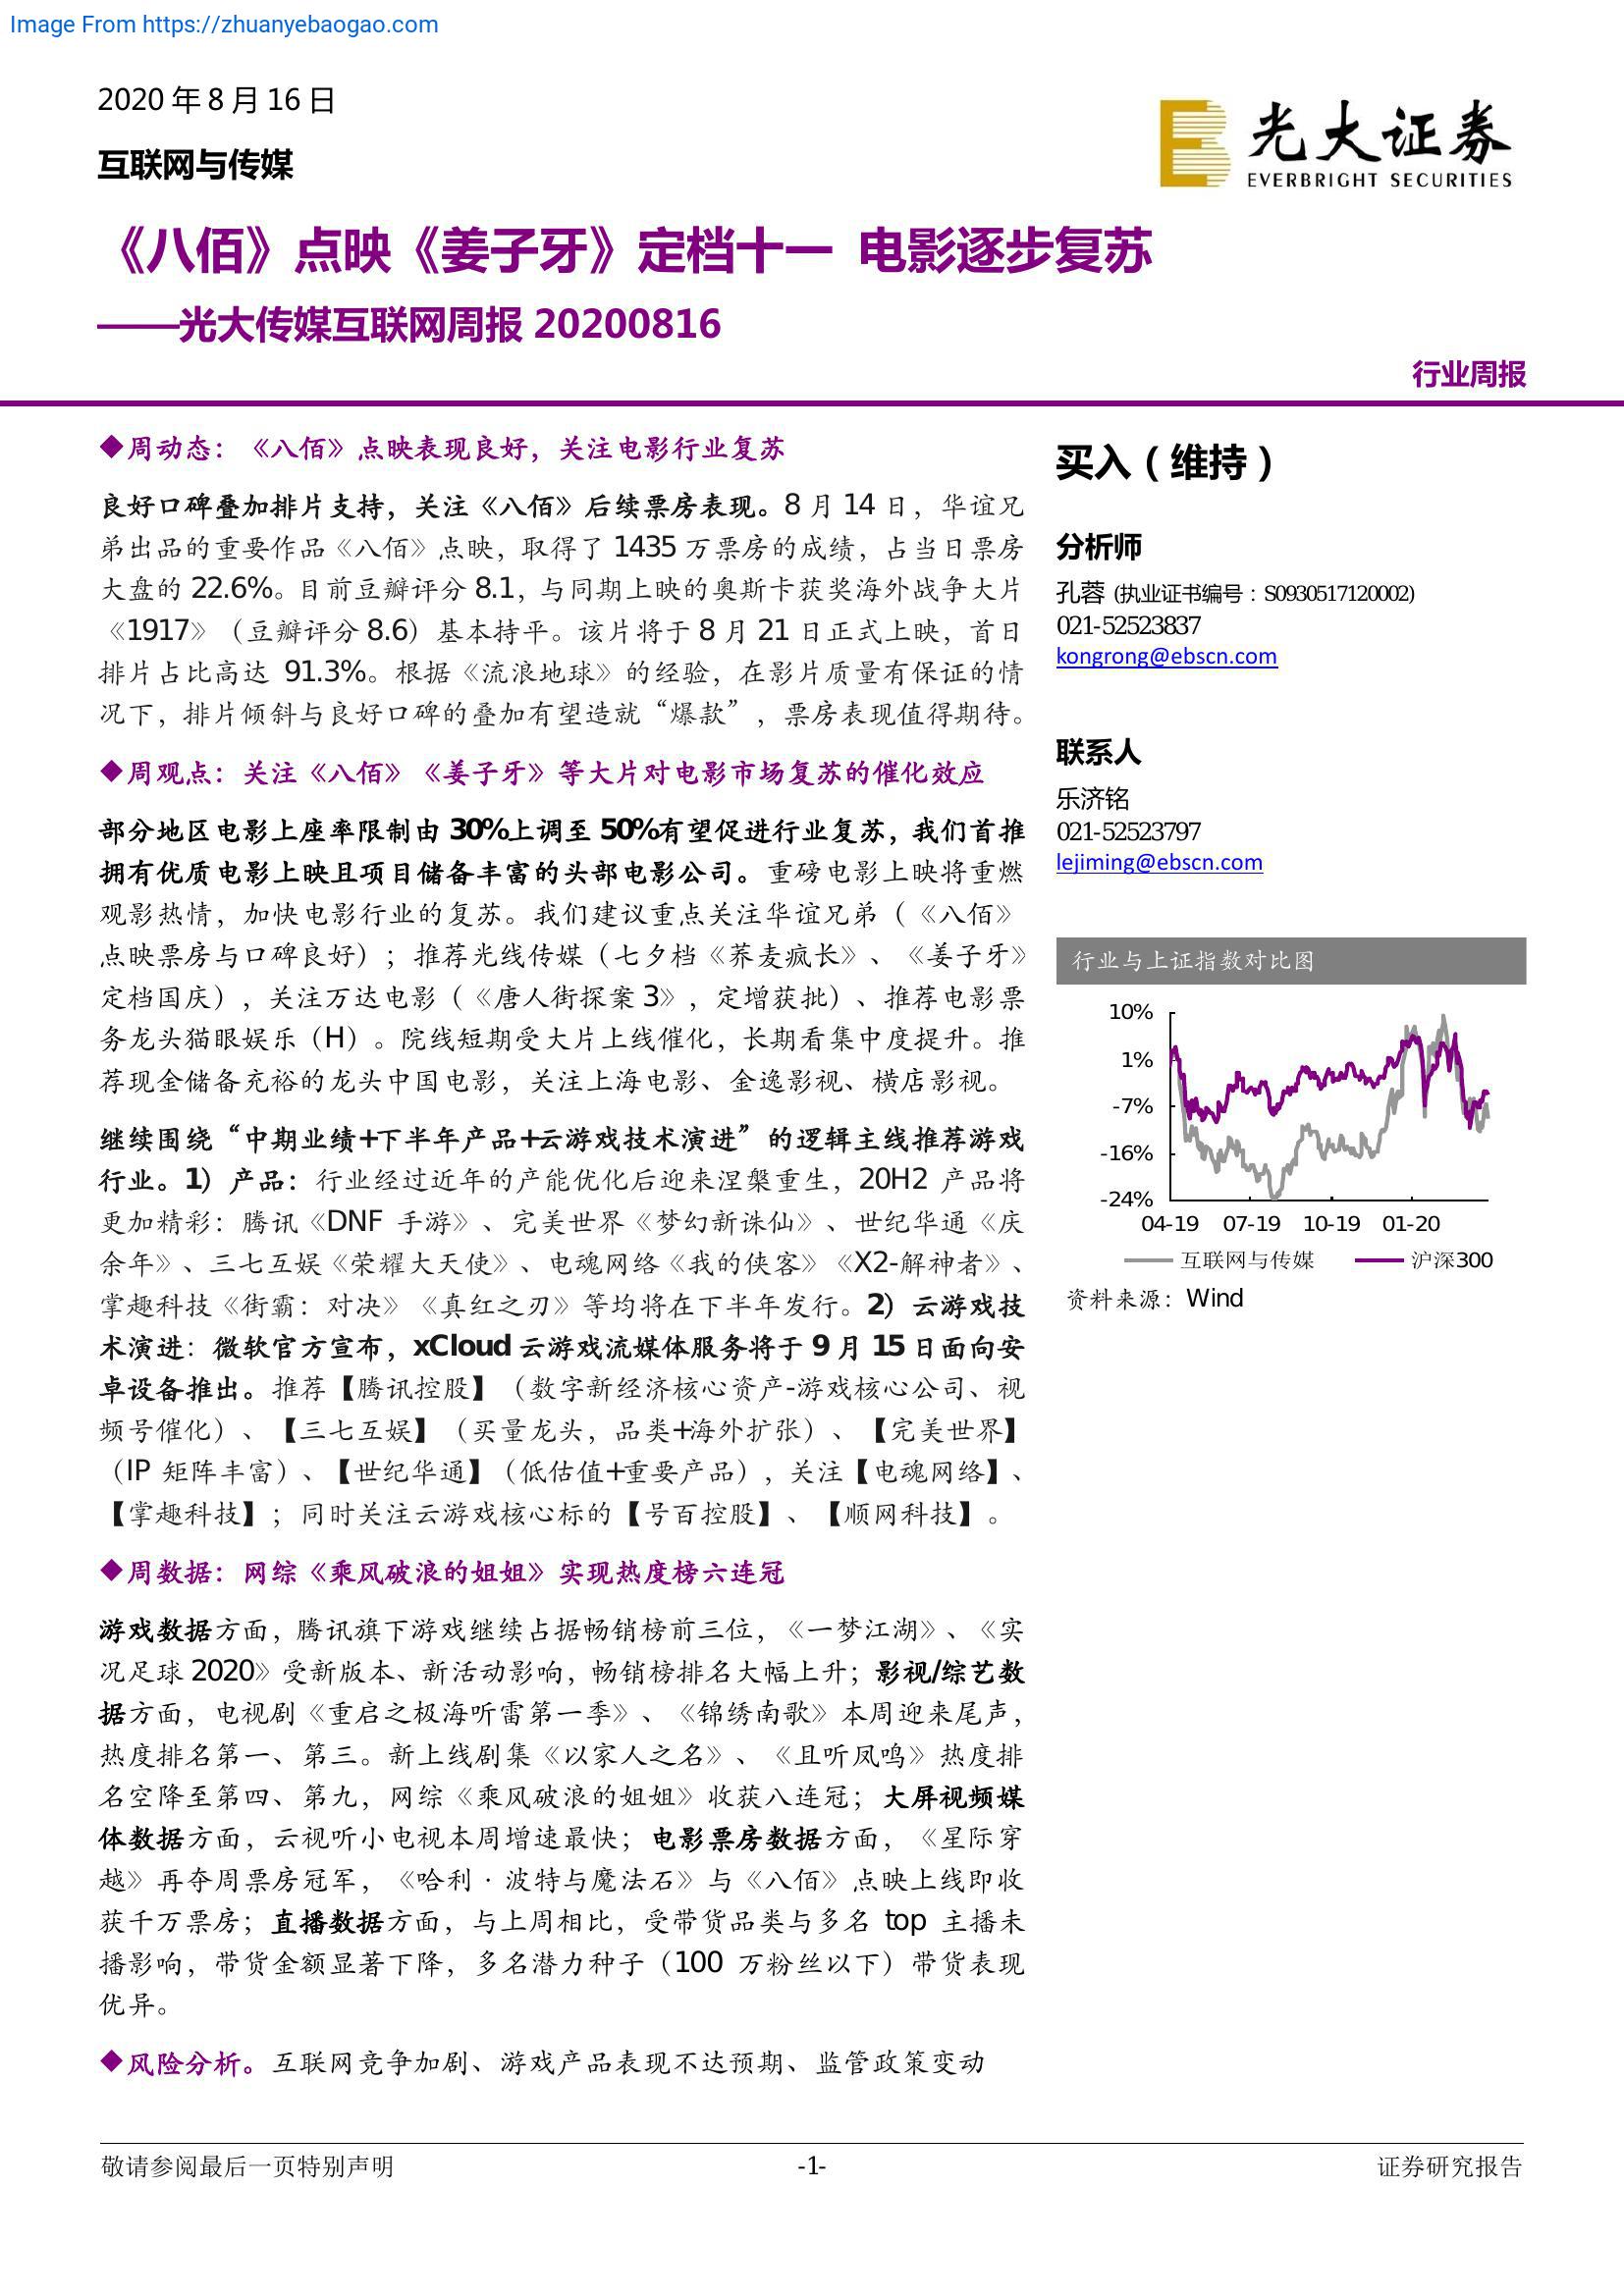 Image From https://zhuanyebaogao.com
2020 年 8 月 16 日
互联网与传媒
光大证券
EVERBRIGHT SECURITIES
《八佰》点映《姜子牙》定档十一 电影逐步复苏
——光大传媒互联网周报 20200816
行业周报
◆周动态：《八佰》点映表现良好，关注电影行业复苏
良好口碑叠加排片支持，关注《八佰》后续票房表现。8 月 14 日，华谊兄
弟出品的重要作品《八佰》点映，取得了 1435 万票房的成绩，占当日票房
大盘的 22.6%。目前豆瓣评分 8.1，与同期上映的奥斯卡获奖海外战争大片
《1917》（豆瓣评分 8.6）基本持平。该片将于 8 月 21 日正式上映，首日
排片占比高达 91.3%。根据《流浪地球》的经验，在影片质量有保证的情
况下，排片倾斜与良好口碑的叠加有望造就“爆款”，票房表现值得期待。
◆周观点：关注《八佰》《姜子牙》等大片对电影市场复苏的催化效应
部分地区电影上座率限制由 30%上调至 50%有望促进行业复苏，我们首推
拥有优质电影上映且项目储备丰富的头部电影公司。重磅电影上映将重燃
观影热情，加快电影行业的复苏。我们建议重点关注华谊兄弟（《八佰》
点映票房与口碑良好）；推荐光线传媒（七夕档《荞麦疯长》、《姜子牙》
定档国庆），关注万达电影（《唐人街探案 3》，定增获批）、推荐电影票
务龙头猫眼娱乐（H）。院线短期受大片上线催化，长期看集中度提升。推
荐现金储备充裕的龙头中国电影，关注上海电影、金逸影视、横店影视。
继续围绕“中期业绩+下半年产品+云游戏技术演进”的逻辑主线推荐游戏
行业。1）产品：行业经过近年的产能优化后迎来涅槃重生，20H2 产品将
更加精彩：腾讯《DNF 手游》、完美世界《梦幻新诛仙》、世纪华通《庆
余年》、三七互娱《荣耀大天使》、电魂网络《我的侠客》《X2-解神者》、
掌趣科技《街霸：对决》《真红之刃》等均将在下半年发行。2）云游戏技
术演进：微软官方宣布，xCloud 云游戏流媒体服务将于 9 月 15 日面向安
卓设备推出。推荐【腾讯控股】（数字新经济核心资产-游戏核心公司、视
频号催化）、【三七互娱】（买量龙头，品类+海外扩张）、【完美世界】
（IP 矩阵丰富）、【世纪华通】（低估值+重要产品），关注【电魂网络】、
【掌趣科技】；同时关注云游戏核心标的【号百控股】、【顺网科技】。
◆周数据：网综《乘风破浪的姐姐》实现热度榜六连冠
游戏数据方面，腾讯旗下游戏继续占据畅销榜前三位，《一梦江湖》、《实
况足球 2020》受新版本、新活动影响，畅销榜排名大幅上升；影视/综艺数
据方面，电视剧《重启之极海听雷第一季》、《锦绣南歌》本周迎来尾声，
热度排名第一、第三。新上线剧集《以家人之名》、《且听凤鸣》热度排
名空降至第四、第九，网综《乘风破浪的姐姐》收获八连冠；大屏视频媒
体数据方面，云视听小电视本周增速最快；电影票房数据方面，《星际穿
越》再夺周票房冠军，《哈利·波特与魔法石》与《八佰》点映上线即收
获千万票房；直播数据方面，与上周相比，受带货品类与多名 top 主播未
播影响，带货金额显著下降，多名潜力种子（100 万粉丝以下）带货表现
优异。
◆风险分析。互联网竞争加剧、游戏产品表现不达预期、监管政策变动
买入（维持）
分析师
孔蓉 (执业证书编号：S0930517120002)
021-52523837
kongrong@ebscn.com
联系人
乐济铭
021-52523797
lejiming@ebscn.com
行业与上证指数对比图
10%
1%
-7%
-16%
-24%
04-19 07-19 10-19 01-20
互联网与传媒 沪深300
资料来源：Wind
敬请参阅最后一页特别声明 -1- 证券研究报告